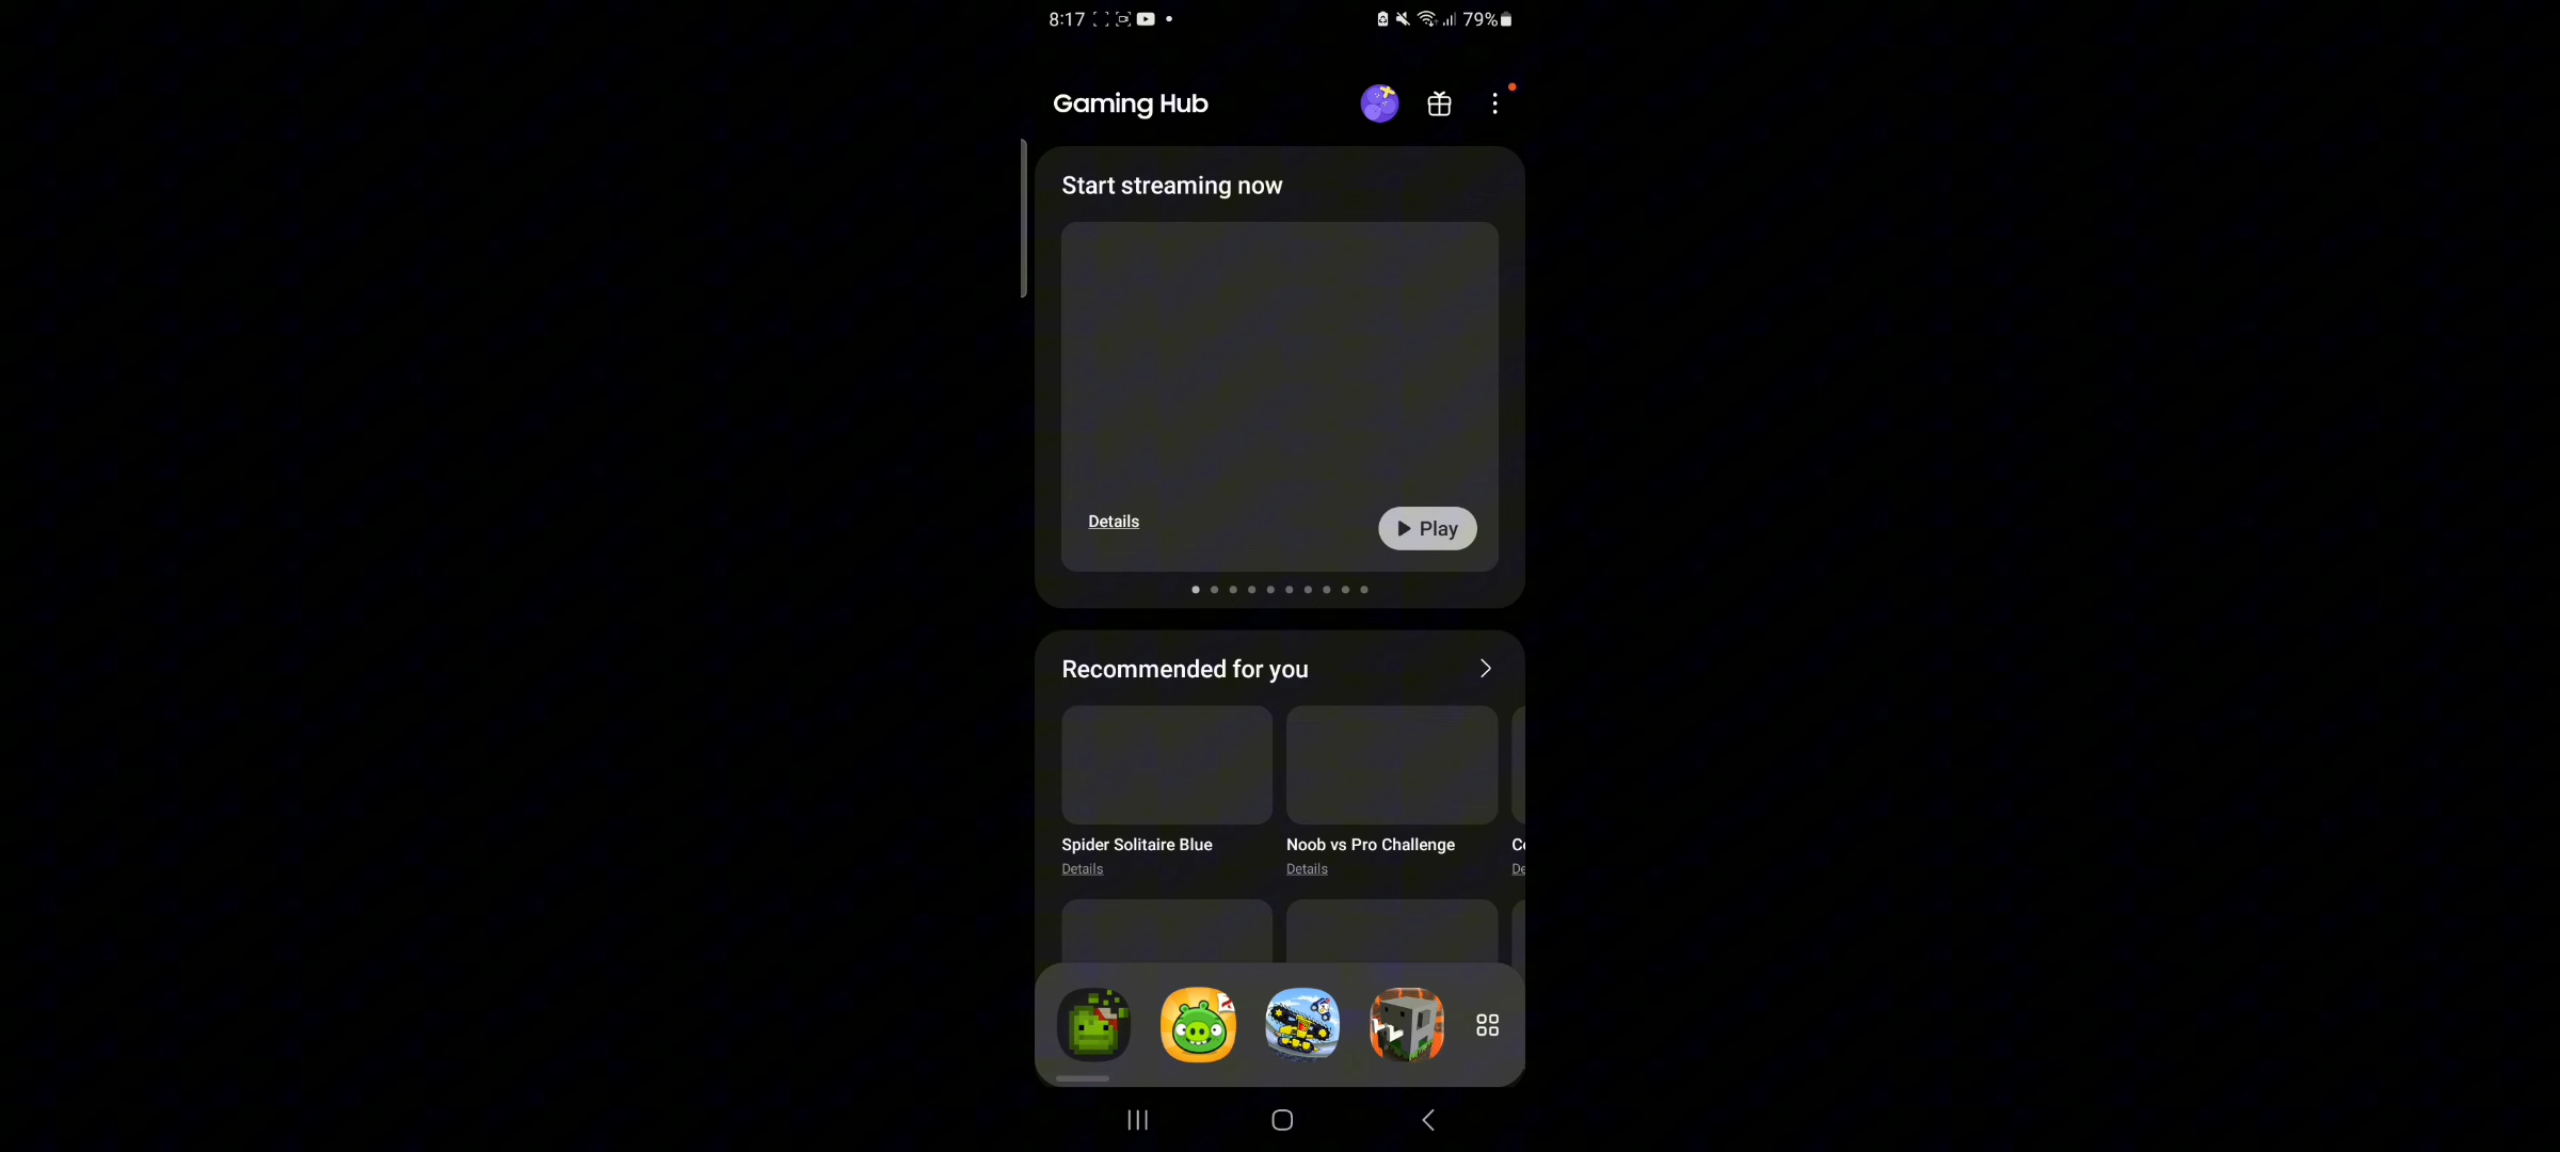 8:17
79%
Gaming Hub
Start streaming now
Details
Play
Recommended for you
Spider Solitaire Blue
Noob vs Pro Challenge
Details
Details